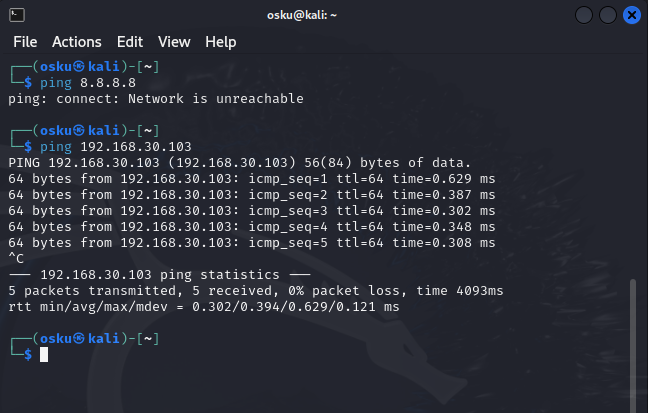 osku@kali: ~
File Actions Edit View Help
┌──(osku㉿kali)-[~]
└─$ ping 8.8.8.8
ping: connect: Network is unreachable
┌──(osku㉿kali)-[~]
└─$ ping 192.168.30.103
PING 192.168.30.103 (192.168.30.103) 56(84) bytes of data.
64 bytes from 192.168.30.103: icmp_seq=1 ttl=64 time=0.629 ms
64 bytes from 192.168.30.103: icmp_seq=2 ttl=64 time=0.387 ms
64 bytes from 192.168.30.103: icmp_seq=3 ttl=64 time=0.302 ms
64 bytes from 192.168.30.103: icmp_seq=4 ttl=64 time=0.348 ms
64 bytes from 192.168.30.103: icmp_seq=5 ttl=64 time=0.308 ms
^C
--- 192.168.30.103 ping statistics ---
5 packets transmitted, 5 received, 0% packet loss, time 4093ms
rtt min/avg/max/mdev = 0.302/0.394/0.629/0.121 ms
┌──(osku㉿kali)-[~]
└─$